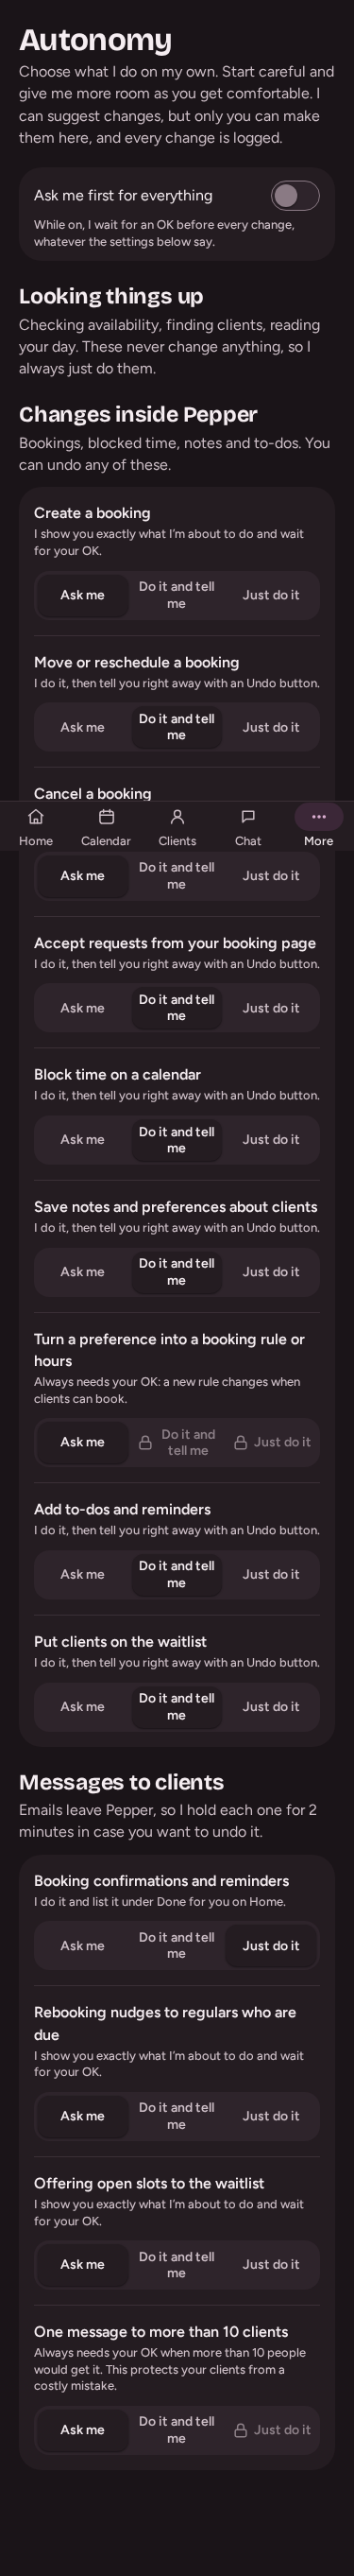 Autonomy
Choose what I do on my own. Start careful and
give me more room as you get comfortable. I
can suggest changes, but only you can make
them here, and every change is logged.
Ask me first for everything
While on, I wait for an OK before every change,
whatever the settings below say.
Looking things up
Checking availability, finding clients, reading
your day. These never change anything, so I
always just do them.
Changes inside Pepper
Bookings, blocked time, notes and to-dos. You
can undo any of these.
Create a booking
I show you exactly what I'm about to do and wait
for your OK.
Ask me
Do it and tell
me
Just do it
Move or reschedule a booking
I do it, then tell you right away with an Undo button.
Ask me
Do it and tell
me
Just do it
Cancel a booking
Home
Calendar
Clients
Chat
More
Ask me
Do it and tell
me
Just do it
Accept requests from your booking page
I do it, then tell you right away with an Undo button.
Ask me
Do it and tell
me
Just do it
Block time on a calendar
I do it, then tell you right away with an Undo button.
Ask me
Do it and tell
me
Just do it
Save notes and preferences about clients
I do it, then tell you right away with an Undo button.
Ask me
Do it and tell
me
Just do it
Turn a preference into a booking rule or
hours
Always needs your OK: a new rule changes when
clients can book.
Ask me
Do it and
tell me
Just do it
Add to-dos and reminders
I do it, then tell you right away with an Undo button.
Ask me
Do it and tell
me
Just do it
Put clients on the waitlist
I do it, then tell you right away with an Undo button.
Ask me
Do it and tell
me
Just do it
Messages to clients
Emails leave Pepper, so I hold each one for 2
minutes in case you want to undo it.
Booking confirmations and reminders
I do it and list it under Done for you on Home.
Ask me
Do it and tell
me
Just do it
Rebooking nudges to regulars who are
due
I show you exactly what I'm about to do and wait
for your OK.
Ask me
Do it and tell
me
Just do it
Offering open slots to the waitlist
I show you exactly what I'm about to do and wait
for your OK.
Ask me
Do it and tell
me
Just do it
One message to more than 10 clients
Always needs your OK when more than 10 people
would get it. This protects your clients from a
costly mistake.
Ask me
Do it and tell
me
Just do it